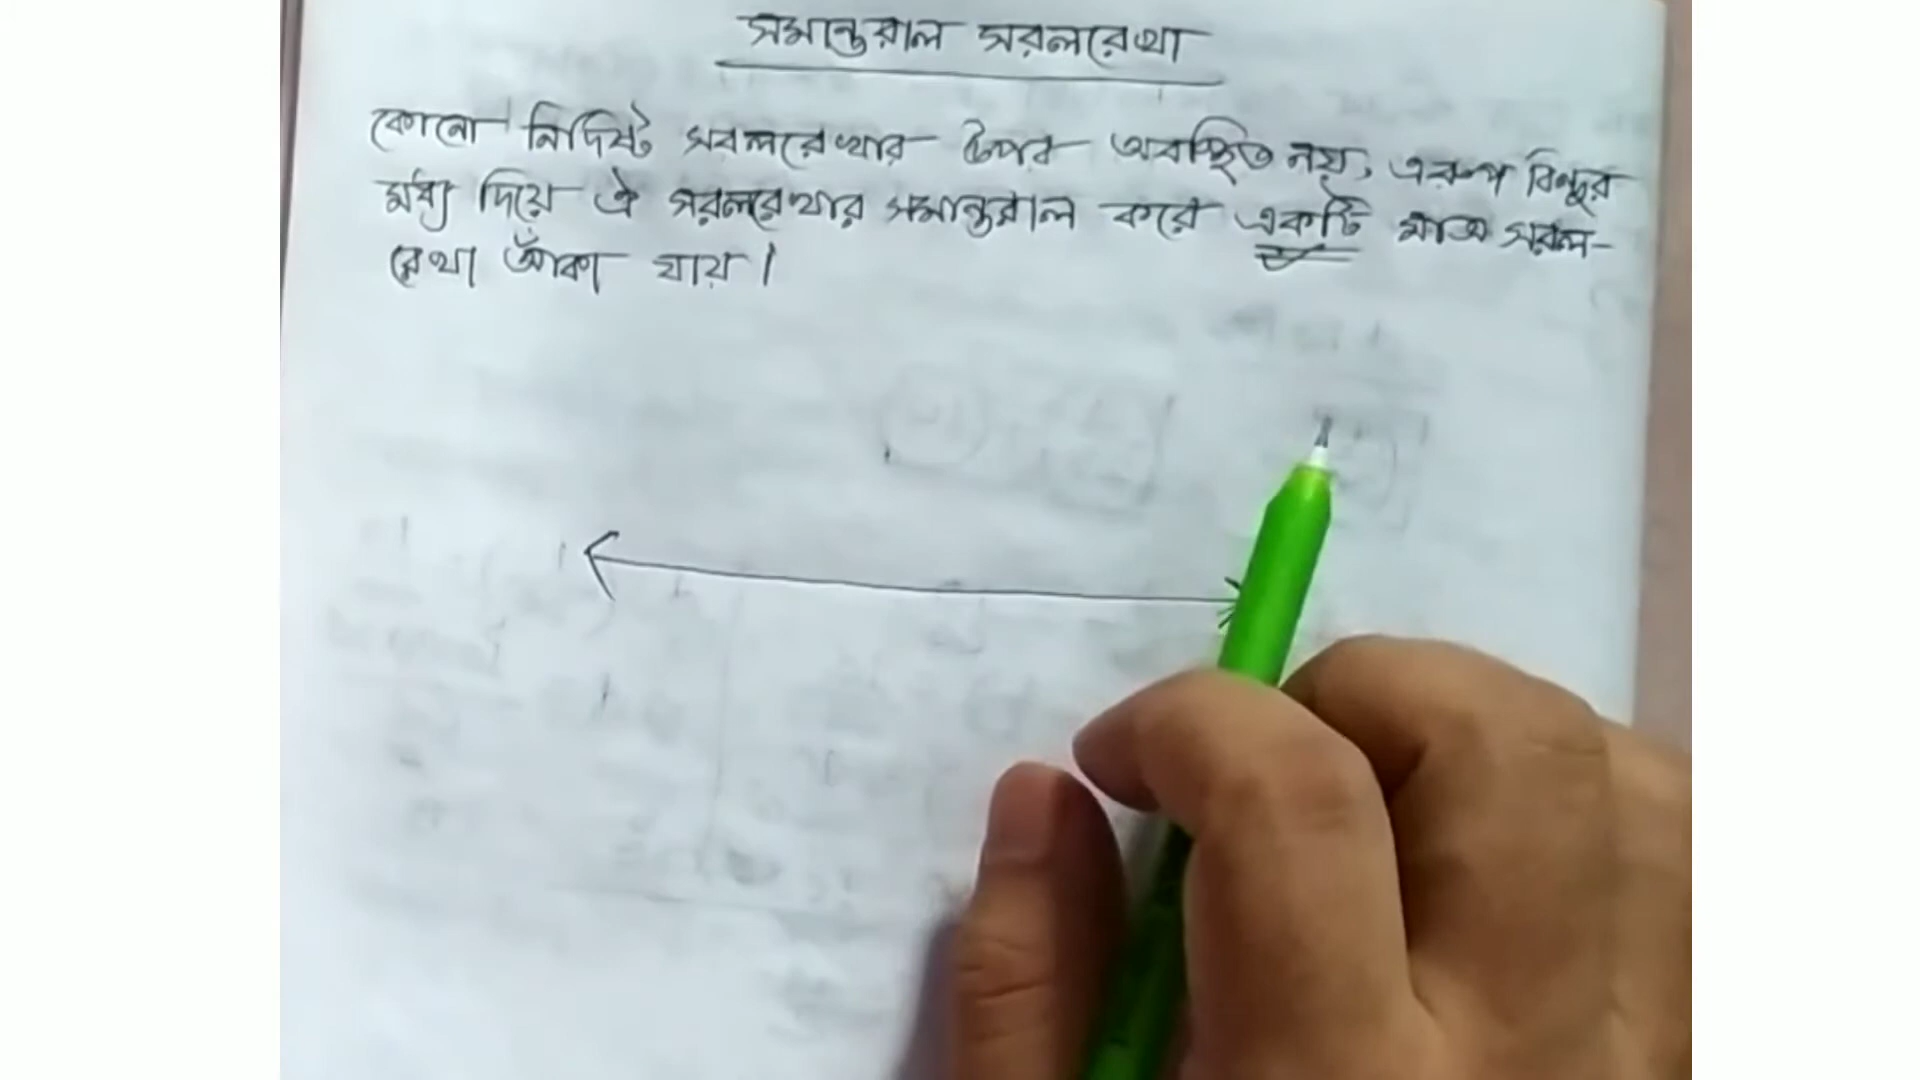 সমান্তরাল সরলরেখা
কোনো নির্দিষ্ট সরলরেখার উপর অবস্থিত নয়, এরূপ বিন্দুর
মধ্য দিয়ে ঐ সরলরেখার সমান্তরাল করে একটি মাত্র সরল-
রেখা আঁকা যায়।